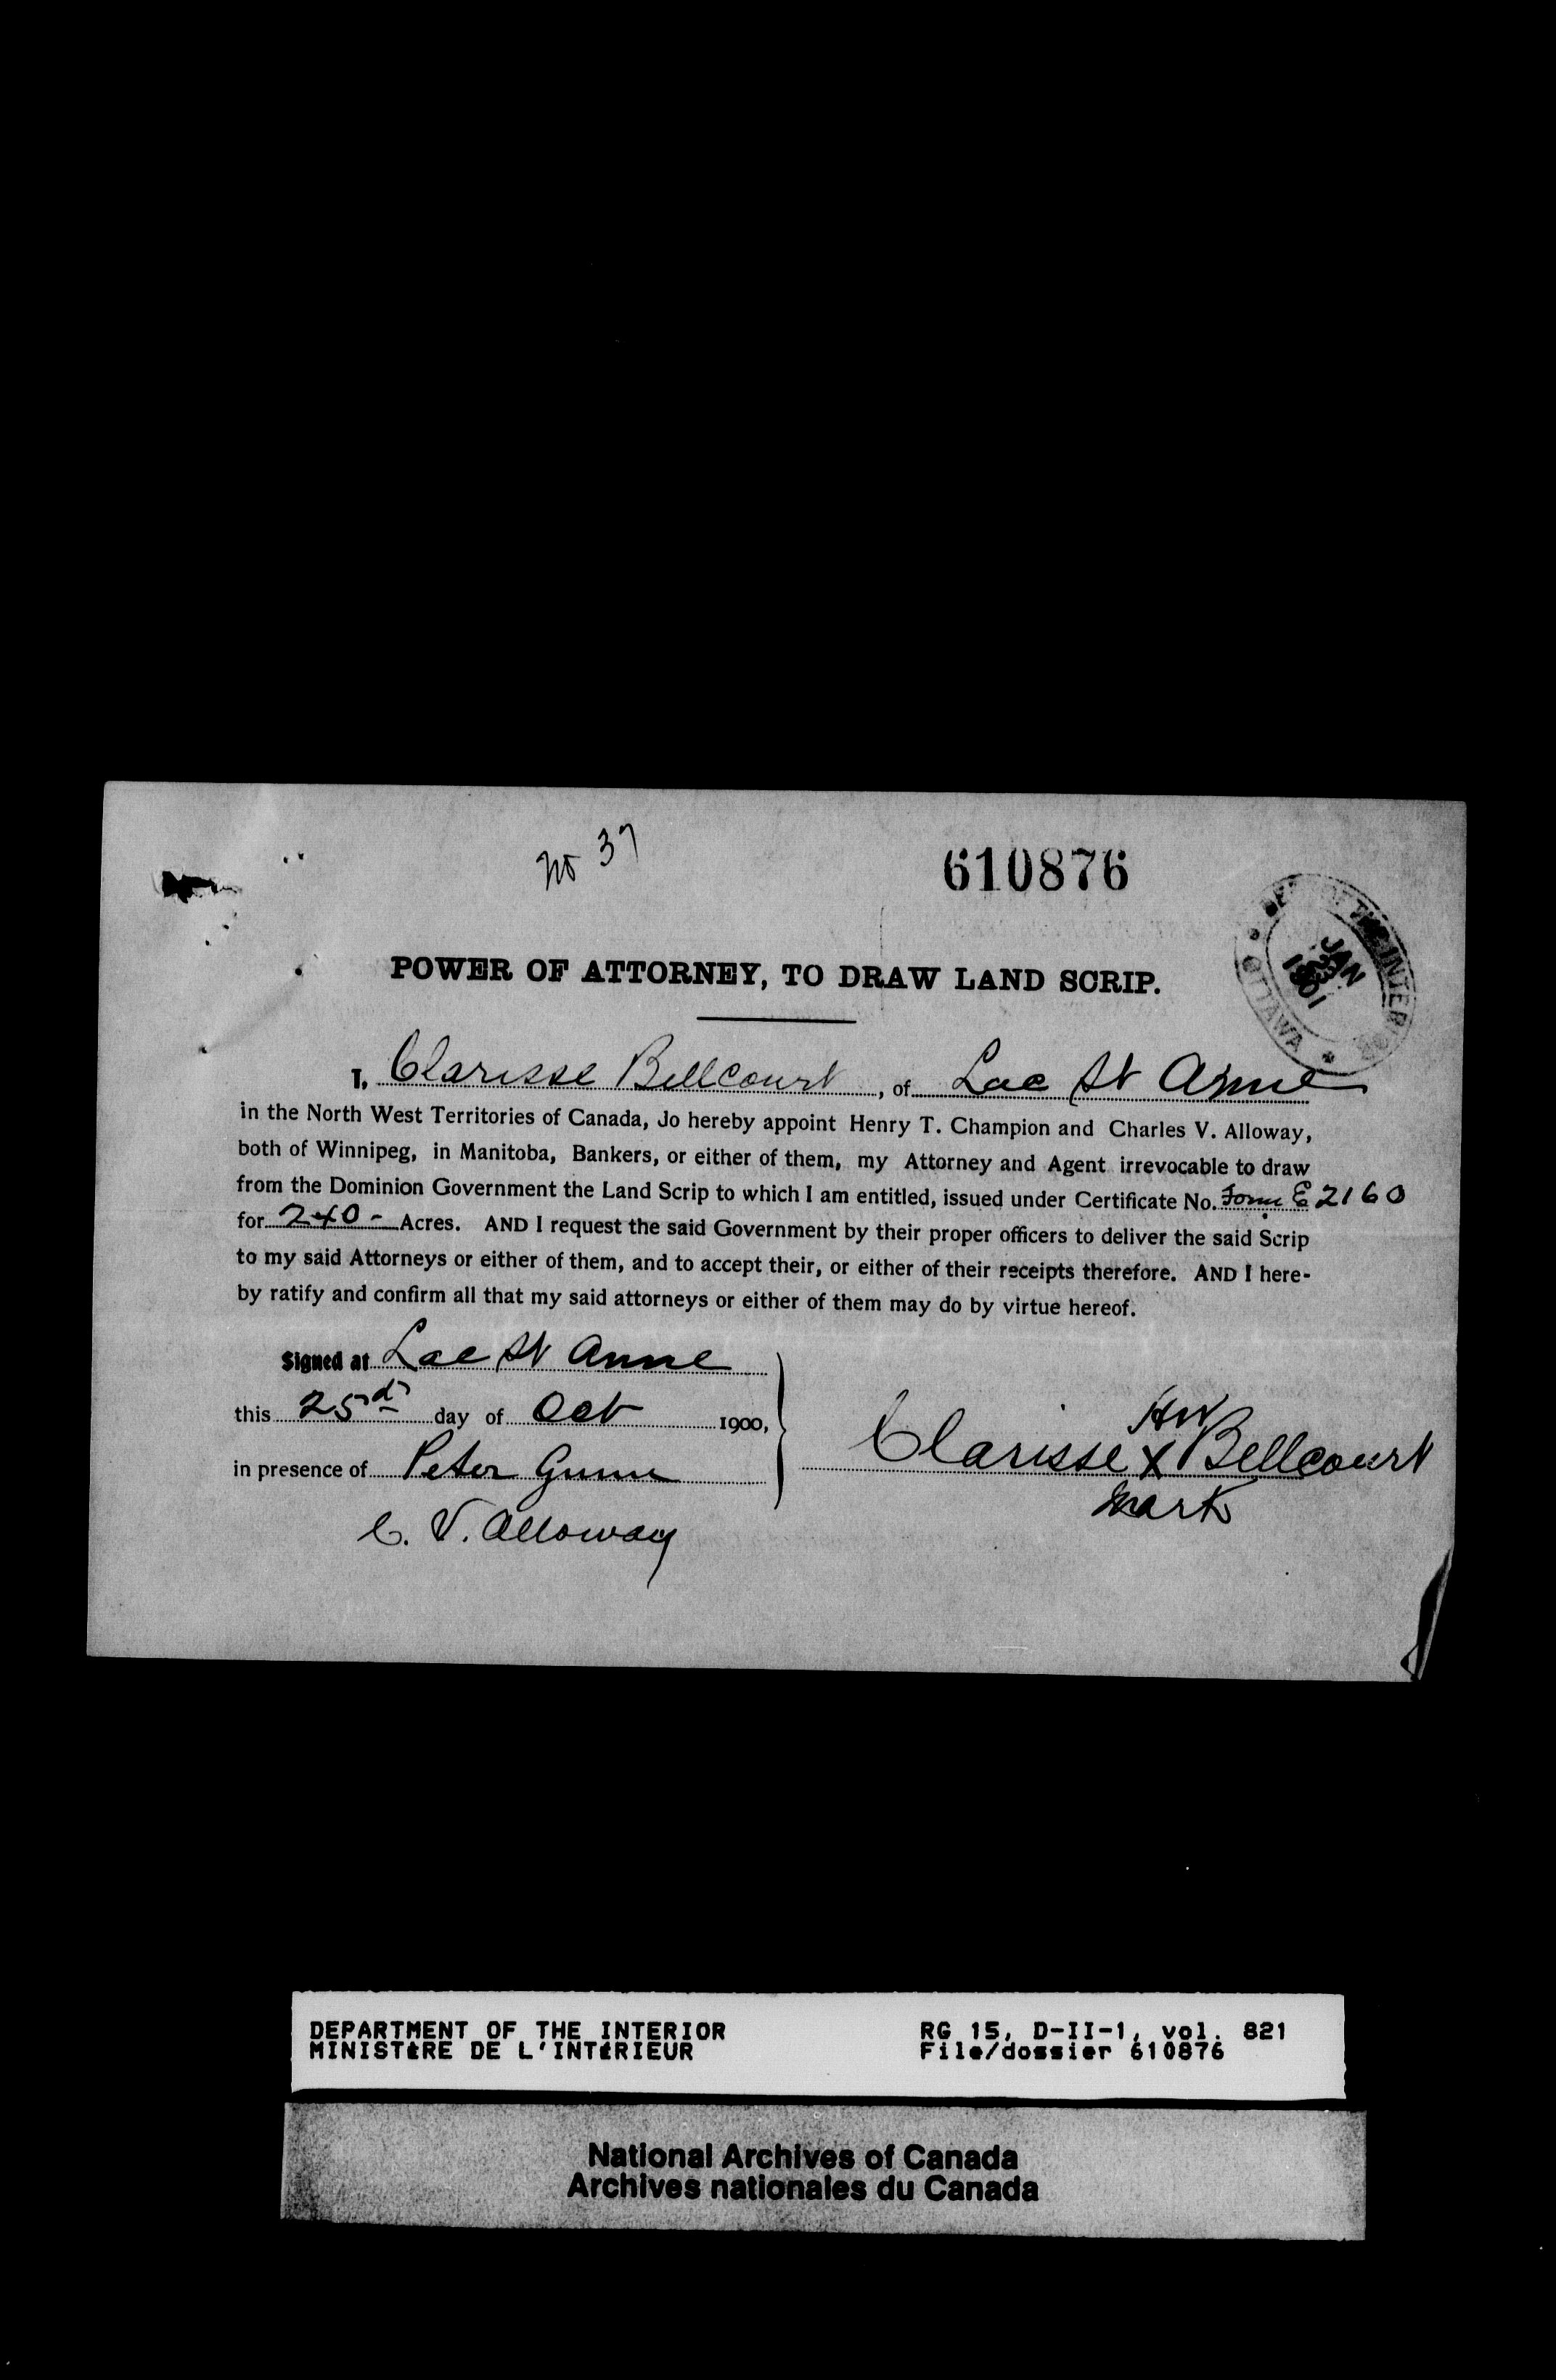 No 37
610876
DEPT OF THE INTERIOR
JAN
23
1901
OTTAWA
POWER OF ATTORNEY, TO DRAW LAND SCRIP.
I, Clarisse Bellcourt, of Lac St Anne
in the North West Territories of Canada, Jo hereby appoint Henry T. Champion and Charles V. Alloway,
both of Winnipeg, in Manitoba, Bankers, or either of them, my Attorney and Agent irrevocable to draw
from the Dominion Government the Land Scrip to which I am entitled, issued under Certificate No. Form E 2160
for 240 - Acres. AND I request the said Government by their proper officers to deliver the said Scrip
to my said Attorneys or either of them, and to accept their, or either of their receipts therefore. AND I here-
by ratify and confirm all that my said attorneys or either of them may do by virtue hereof.
Signed at Lac St Anne
this 25th day of Oct 1900,
in presence of Peter Gunn
C. V. Alloway
Her
Clarisse X Bellcourt
Mark
DEPARTMENT OF THE INTERIOR
MINISTÈRE DE L'INTÉRIEUR
RG 15, D-II-1, vol. 821
File/dossier 610876
National Archives of Canada
Archives nationales du Canada